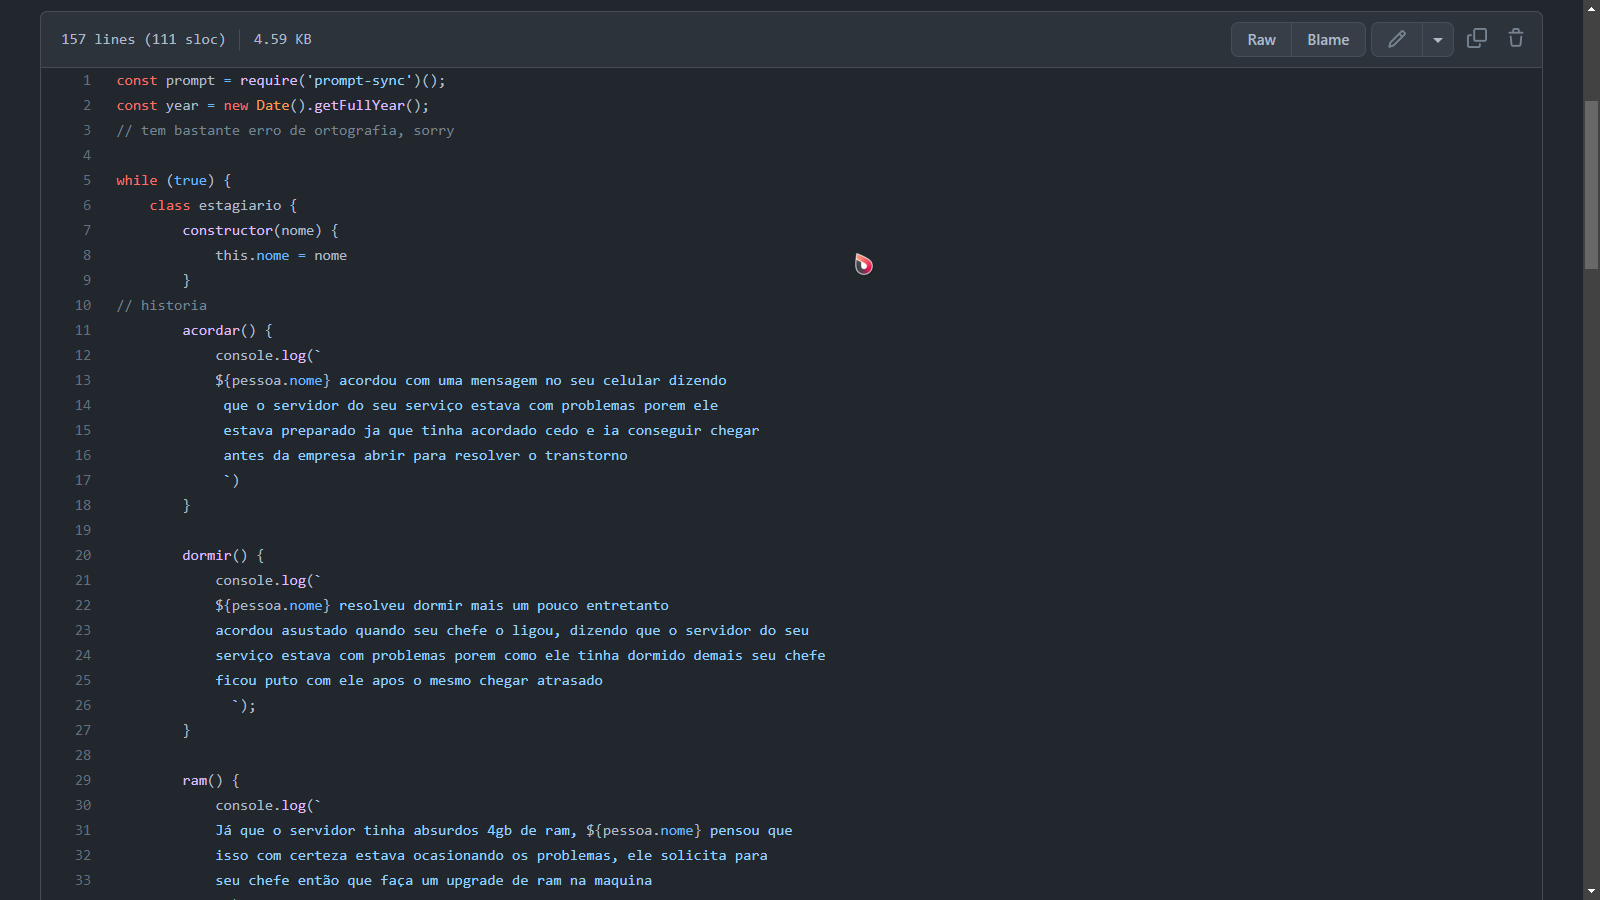 157 lines (111 sloc) 4.59 KB Raw Blame
1 const prompt = require('prompt-sync')();
2 const year = new Date().getFullYear();
3 // tem bastante erro de ortografia, sorry
4
5 while (true) {
6     class estagiario {
7         constructor(nome) {
8             this.nome = nome
9         }
10 // historia
11         acordar() {
12             console.log(`
13             ${pessoa.nome} acordou com uma mensagem no seu celular dizendo
14              que o servidor do seu serviço estava com problemas porem ele
15              estava preparado ja que tinha acordado cedo e ia conseguir chegar
16              antes da empresa abrir para resolver o transtorno
17              `)
18         }
19
20         dormir() {
21             console.log(`
22             ${pessoa.nome} resolveu dormir mais um pouco entretanto
23             acordou asustado quando seu chefe o ligou, dizendo que o servidor do seu
24             serviço estava com problemas porem como ele tinha dormido demais seu chefe
25             ficou puto com ele apos o mesmo chegar atrasado
26               `);
27         }
28
29         ram() {
30             console.log(`
31             Já que o servidor tinha absurdos 4gb de ram, ${pessoa.nome} pensou que
32             isso com certeza estava ocasionando os problemas, ele solicita para
33             seu chefe então que faça um upgrade de ram na maquina